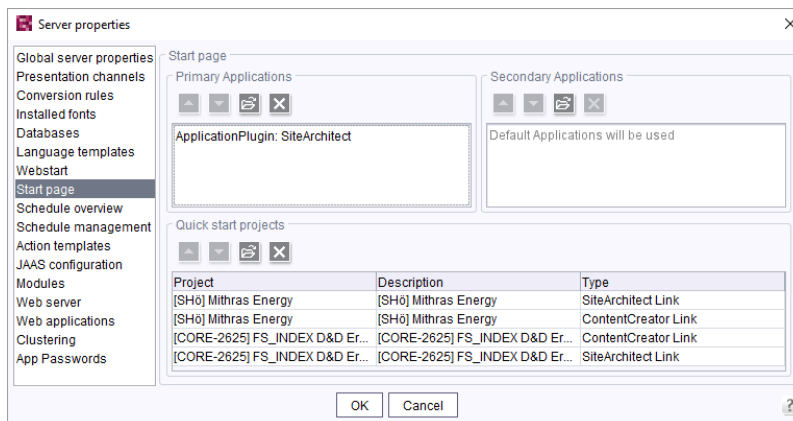 Server properties
Global server properties
Presentation channels
Conversion rules
Installed fonts
Databases
Language templates
Webstart
Start page
Schedule overview
Schedule management
Action templates
JAAS configuration
Modules
Web server
Web applications
Clustering
App Passwords
Start page
Primary Applications
ApplicationPlugin: SiteArchitect
Secondary Applications
Default Applications will be used
Quick start projects
Project Description Type
[SHö] Mithras Energy [SHö] Mithras Energy SiteArchitect Link
[SHö] Mithras Energy [SHö] Mithras Energy ContentCreator Link
[CORE-2625] FS_INDEX D&D Er... [CORE-2625] FS_INDEX D&D Er... ContentCreator Link
[CORE-2625] FS_INDEX D&D Er... [CORE-2625] FS_INDEX D&D Er... SiteArchitect Link
OK Cancel
?